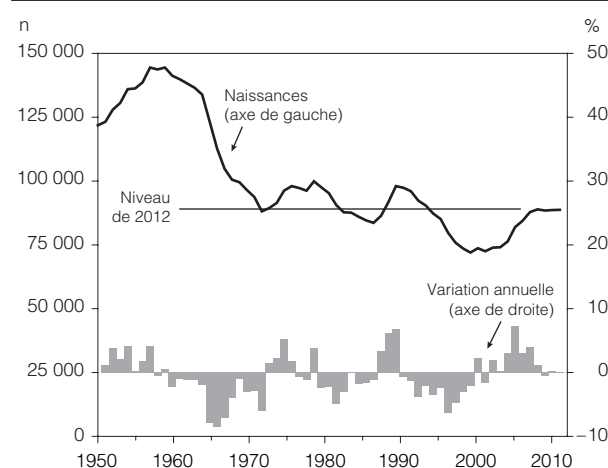 n %
150 000 50
Naissances
(axe de gauche)
125 000 40
100 000 30
Niveau
de 2012
75 000 20
Variation annuelle
(axe de droite)
50 000 10
25 000 0
0 –10
1950 1960 1970 1980 1990 2000 2010